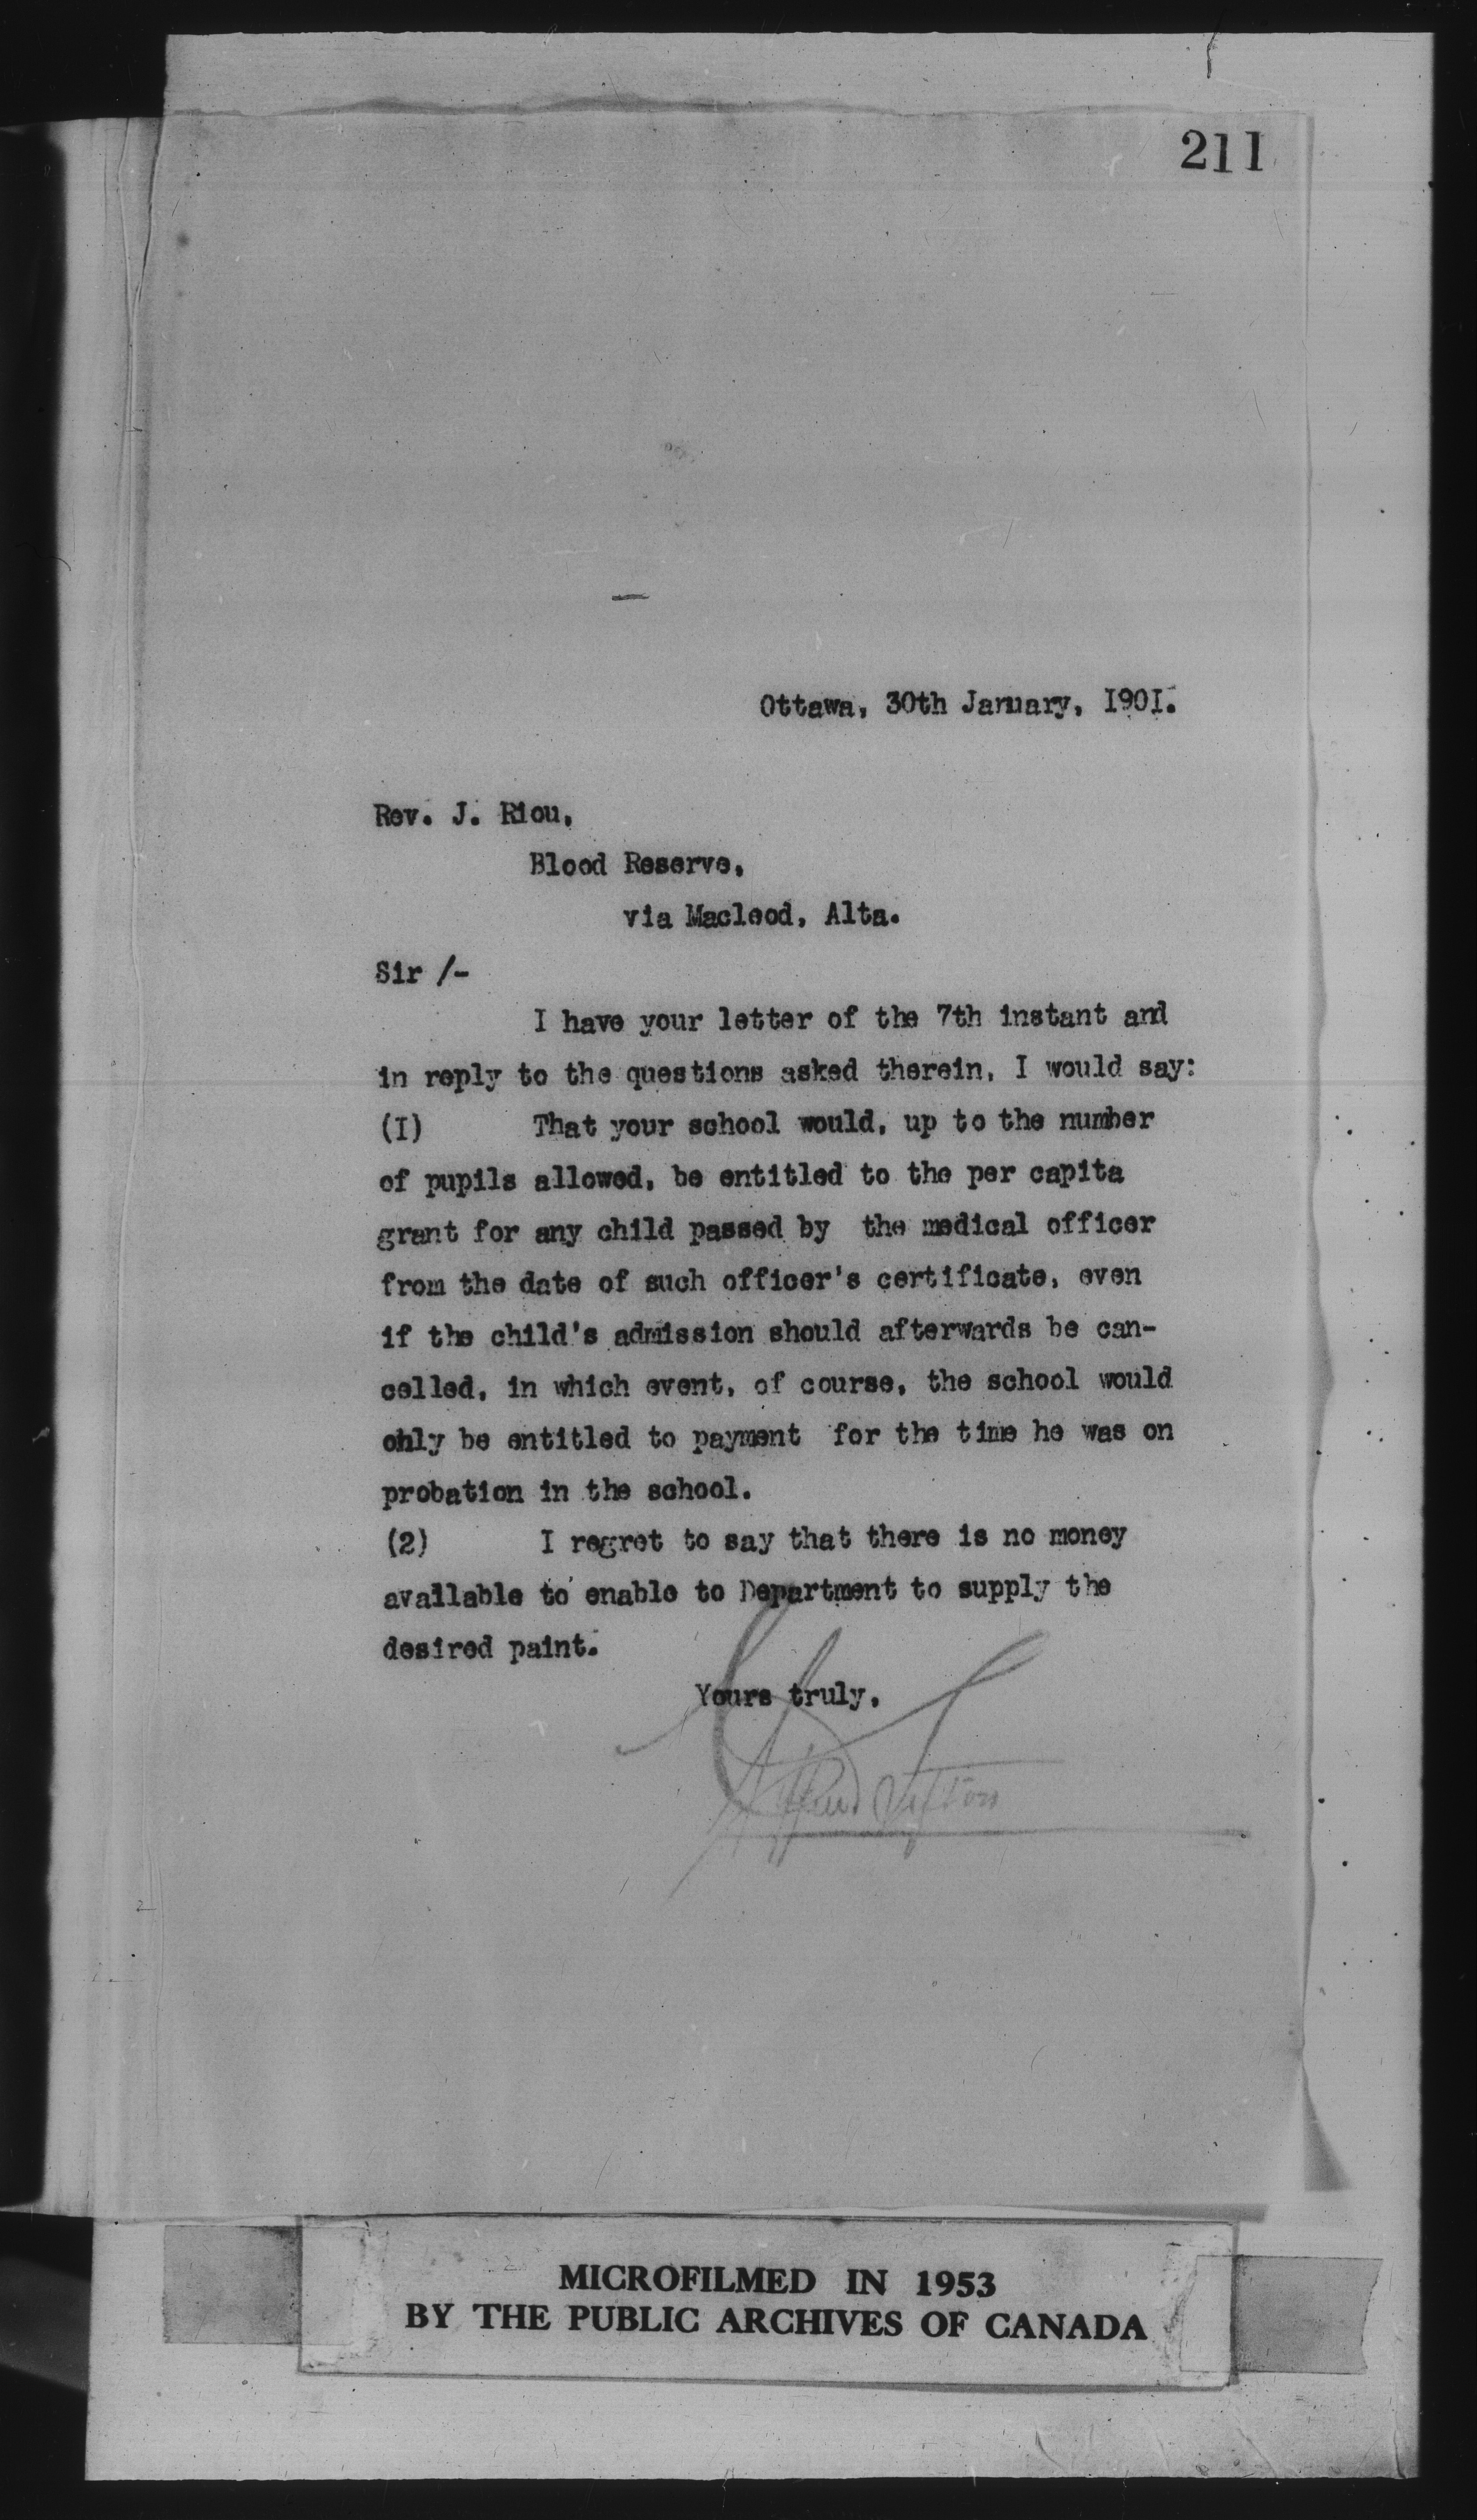 211
Ottawa, 30th January, I90I.
Rev. J. Riou,
Blood Reserve,
via Macleod, Alta.
Sir /-
I have your letter of the 7th instant and
in reply to the questions asked therein, I would say:
(I) That your school would, up to the number
of pupils allowed, be entitled to the per capita
grant for any child passed by the medical officer
from the date of such officer's certificate, even
if the child's admission should afterwards be can-
celled, in which event, of course, the school would
only be entitled to payment for the time he was on
probation in the school.
(2) I regret to say that there is no money
available to enable to Department to supply the
desired paint.
Yours truly,
MICROFILMED IN 1953
BY THE PUBLIC ARCHIVES OF CANADA